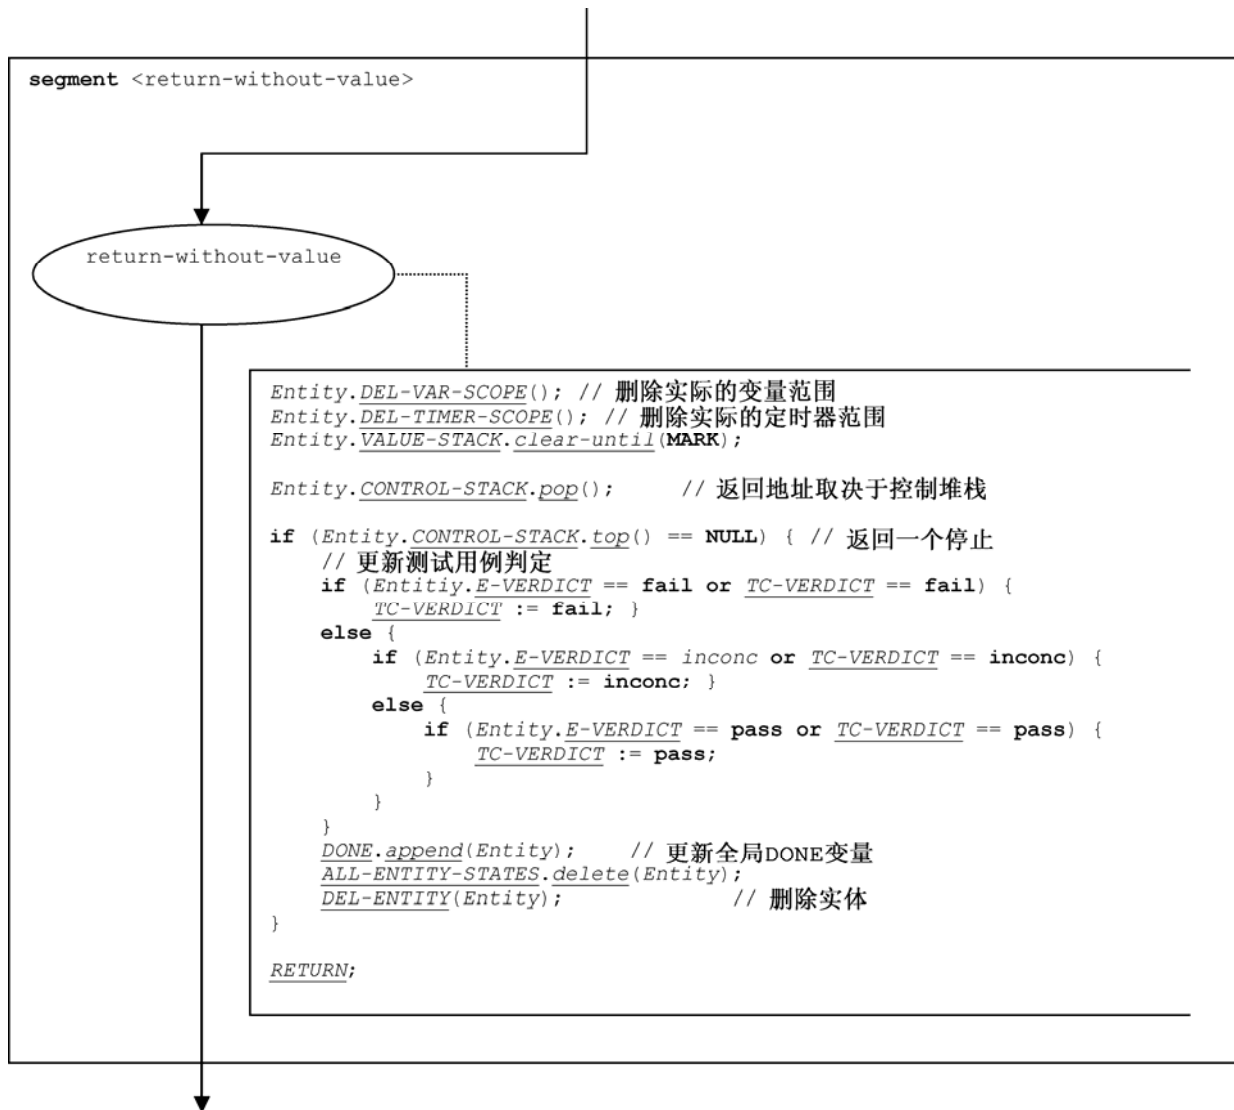 segment <return-without-value>
return-without-value
Entity.DEL-VAR-SCOPE(); // 删除实际的变量范围
Entity.DEL-TIMER-SCOPE(); // 删除实际的定时器范围
Entity.VALUE-STACK.clear-until(MARK);
Entity.CONTROL-STACK.pop(); // 返回地址取决于控制堆栈
if (Entity.CONTROL-STACK.top() == NULL) { // 返回一个停止
// 更新测试用例判定
if (Entitiy.E-VERDICT == fail or TC-VERDICT == fail) {
TC-VERDICT := fail; }
else {
if (Entity.E-VERDICT == inconc or TC-VERDICT == inconc) {
TC-VERDICT := inconc; }
else {
if (Entity.E-VERDICT == pass or TC-VERDICT == pass) {
TC-VERDICT := pass;
}
}
}
DONE.append(Entity); // 更新全局DONE变量
ALL-ENTITY-STATES.delete(Entity);
DEL-ENTITY(Entity); // 删除实体
}
RETURN;